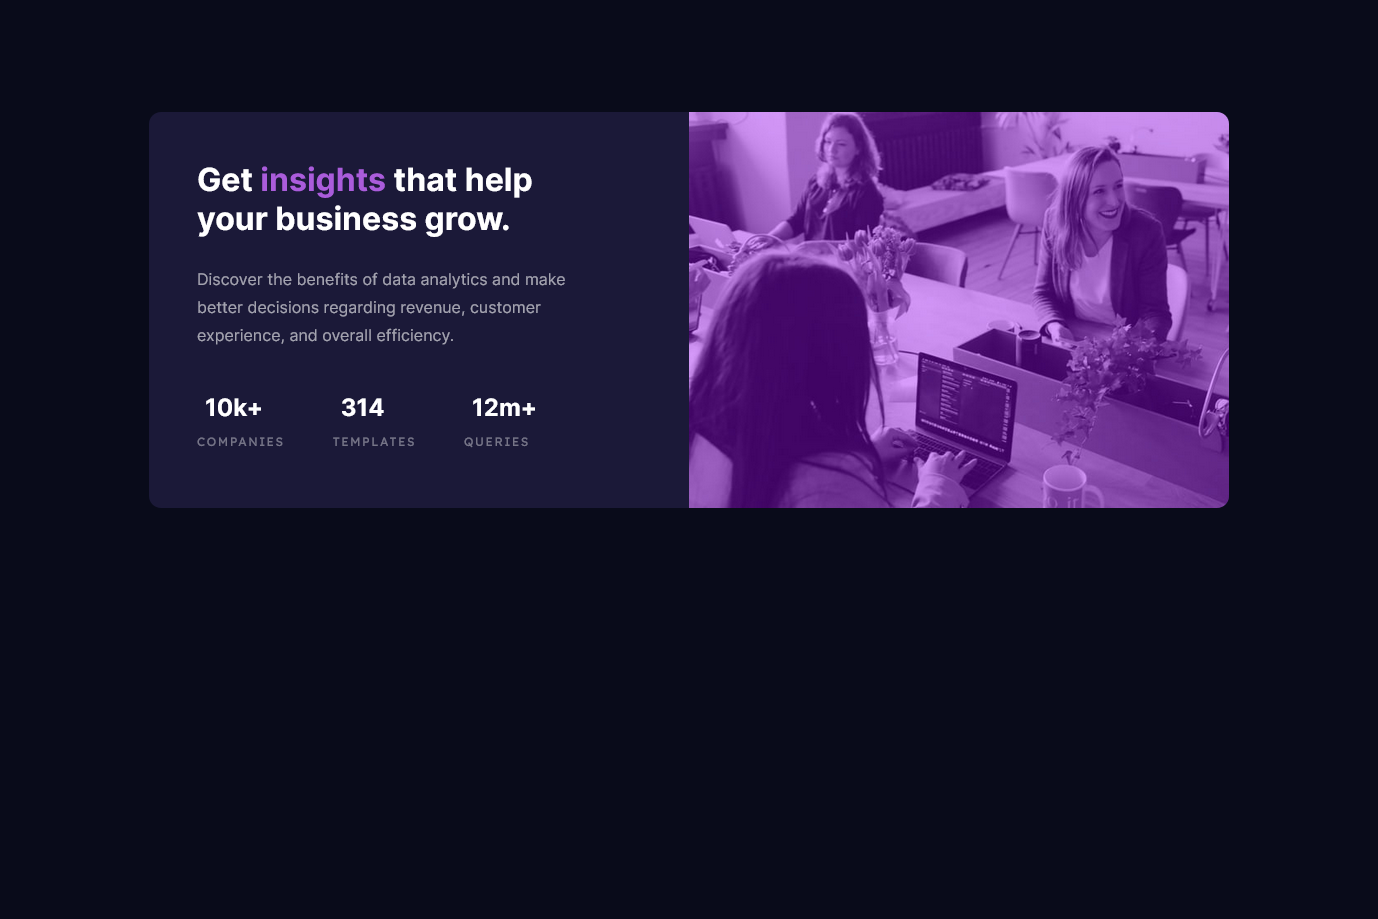 Get insights that help
your business grow.
Discover the benefits of data analytics and make
better decisions regarding revenue, customer
experience, and overall efficiency.
10k+ 314 12m+
COMPANIES TEMPLATES QUERIES